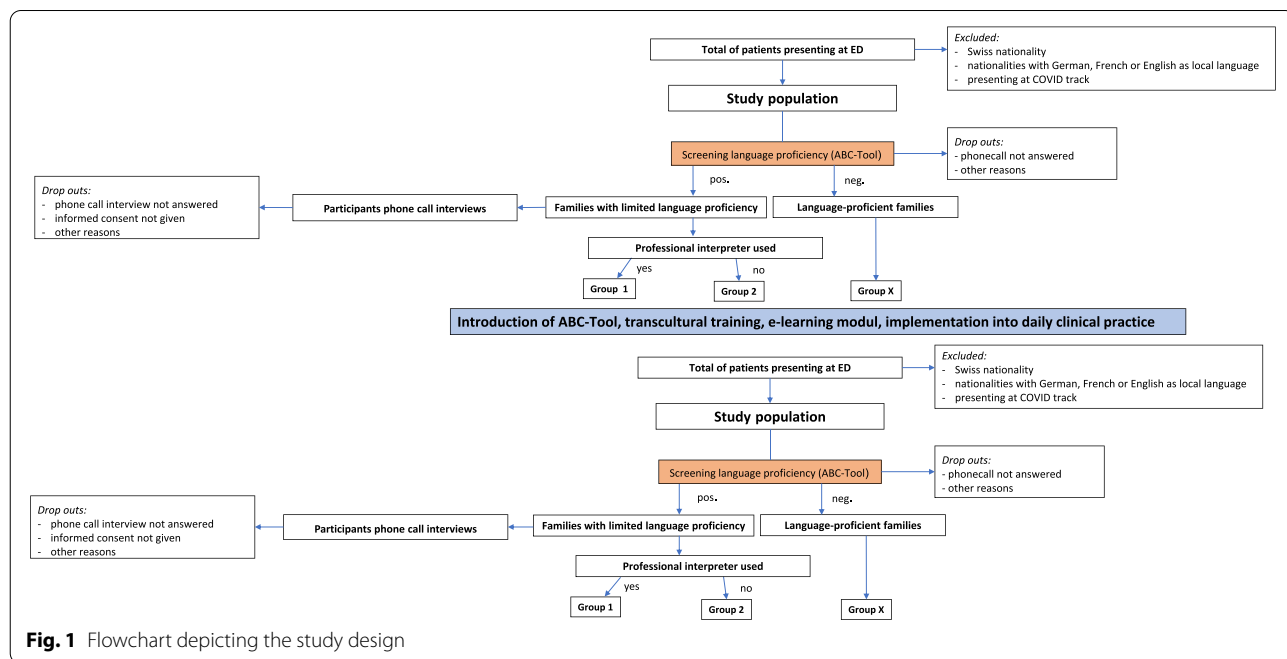 Total of patients presenting at ED
Excluded:
- Swiss nationality
- nationalities with German, French or English as local language
- presenting at COVID track
Study population
Screening language proficiency (ABC-Tool)
Drop outs:
- phonecall not answered
- other reasons
pos.
neg.
Drop outs:
- phone call interview not answered
- informed consent not given
- other reasons
Participants phone call interviews
Families with limited language proficiency
Language-proficient families
Professional interpreter used
yes
no
Group 1
Group 2
Group X
Introduction of ABC-Tool, transcultural training, e-learning modul, implementation into daily clinical practice
Total of patients presenting at ED
Excluded:
- Swiss nationality
- nationalities with German, French or English as local language
- presenting at COVID track
Study population
Screening language proficiency (ABC-Tool)
Drop outs:
- phonecall not answered
- other reasons
pos.
neg.
Drop outs:
- phone call interview not answered
- informed consent not given
- other reasons
Participants phone call interviews
Families with limited language proficiency
Language-proficient families
Professional interpreter used
yes
no
Group 1
Group 2
Group X
Fig. 1 Flowchart depicting the study design